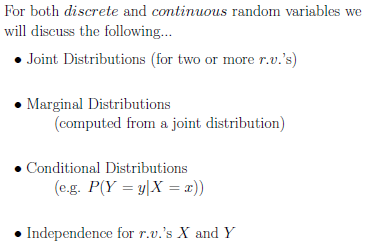 For both discrete and continuous random variables we
will discuss the following...
• Joint Distributions (for two or more r.v.'s)
• Marginal Distributions
(computed from a joint distribution)
• Conditional Distributions
(e.g. P(Y = y|X = x))
• Independence for r.v.'s X and Y